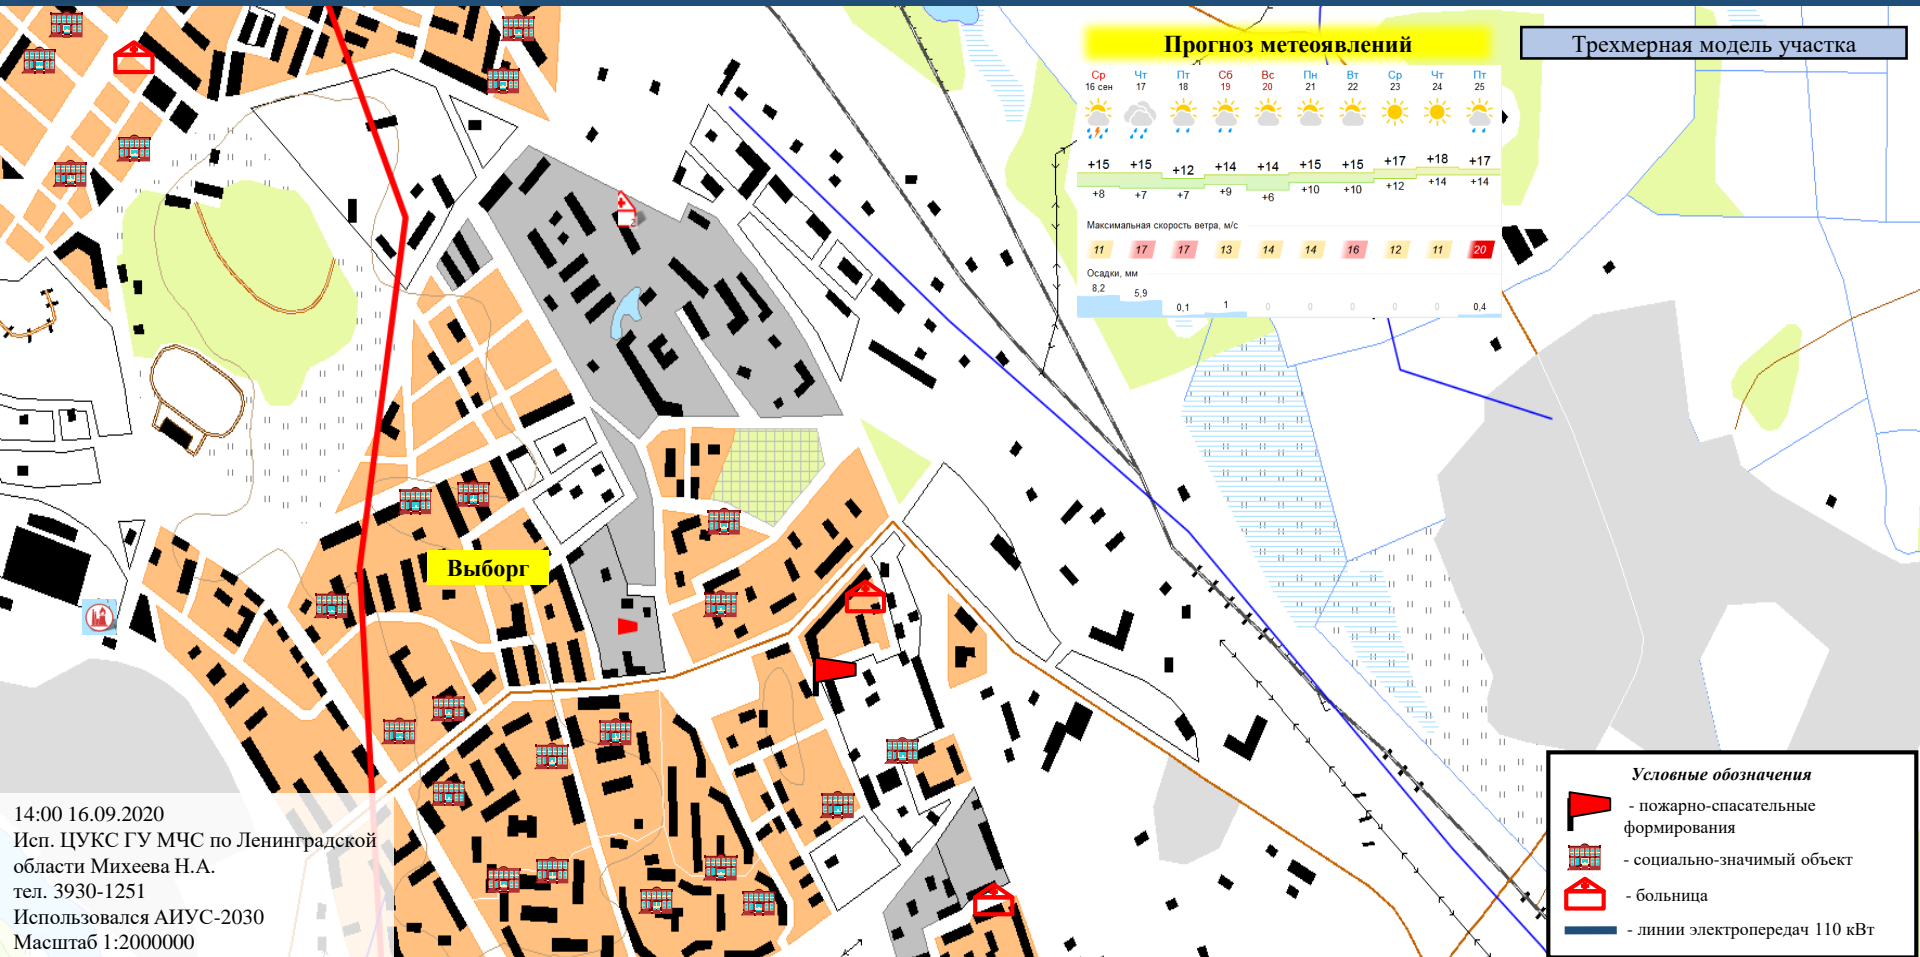 Прогноз метеоявлений
Трехмерная модель участка
Ср Чт Пт Сб Вс Пн Вт Ср Чт Пт
16 сен 17 18 19 20 21 22 23 24 25
+15 +15 +12 +14 +14 +15 +15 +17 +18 +17
+8 +7 +7 +9 +6 +10 +10 +12 +14 +14
Максимальная скорость ветра, м/с
11 17 17 13 14 14 16 12 11 20
Осадки, мм
8,2 5,9 0,1 1 0 0 0 0 0 0,4
Выборг
14:00 16.09.2020
Исп. ЦУКС ГУ МЧС по Ленинградской
области Михеева Н.А.
тел. 3930-1251
Использовался АИУС-2030
Масштаб 1:2000000
Условные обозначения
- пожарно-спасательные
формирования
- социально-значимый объект
- больница
- линии электропередач 110 кВт